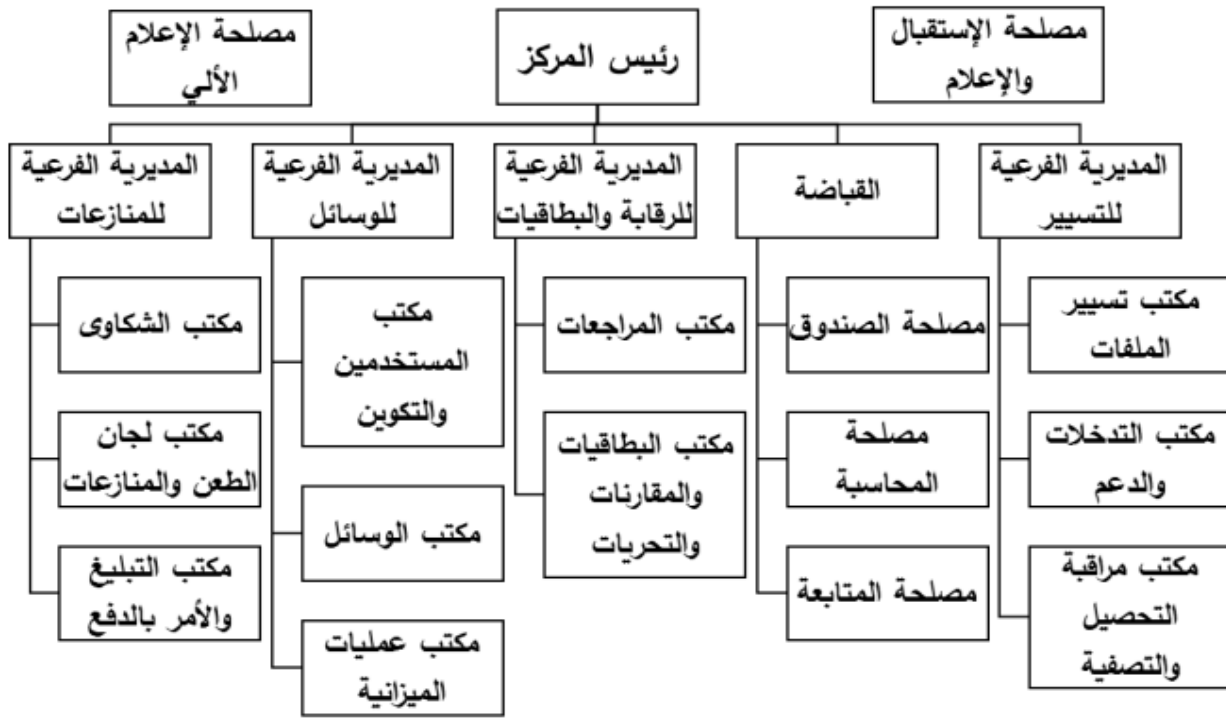 مصلحة الإستقبال
والإعلام
رئيس المركز
مصلحة الإعلام
الألي
المديرية الفرعية
للتسيير
القباضة
المديرية الفرعية
للرقابة والبطاقيات
المديرية الفرعية
للوسائل
المديرية الفرعية
للمنازعات
مكتب تسيير
الملفات
مكتب التدخلات
والدعم
مكتب مراقبة
التحصيل
والتصفية
مصلحة الصندوق
مصلحة
المحاسبة
مصلحة المتابعة
مكتب المراجعات
مكتب البطاقيات
والمقارنات
والتحريات
مكتب
المستخدمين
والتكوين
مكتب الوسائل
مكتب عمليات
الميزانية
مكتب الشكاوى
مكتب لجان
الطعن والمنازعات
مكتب التبليغ
والأمر بالدفع